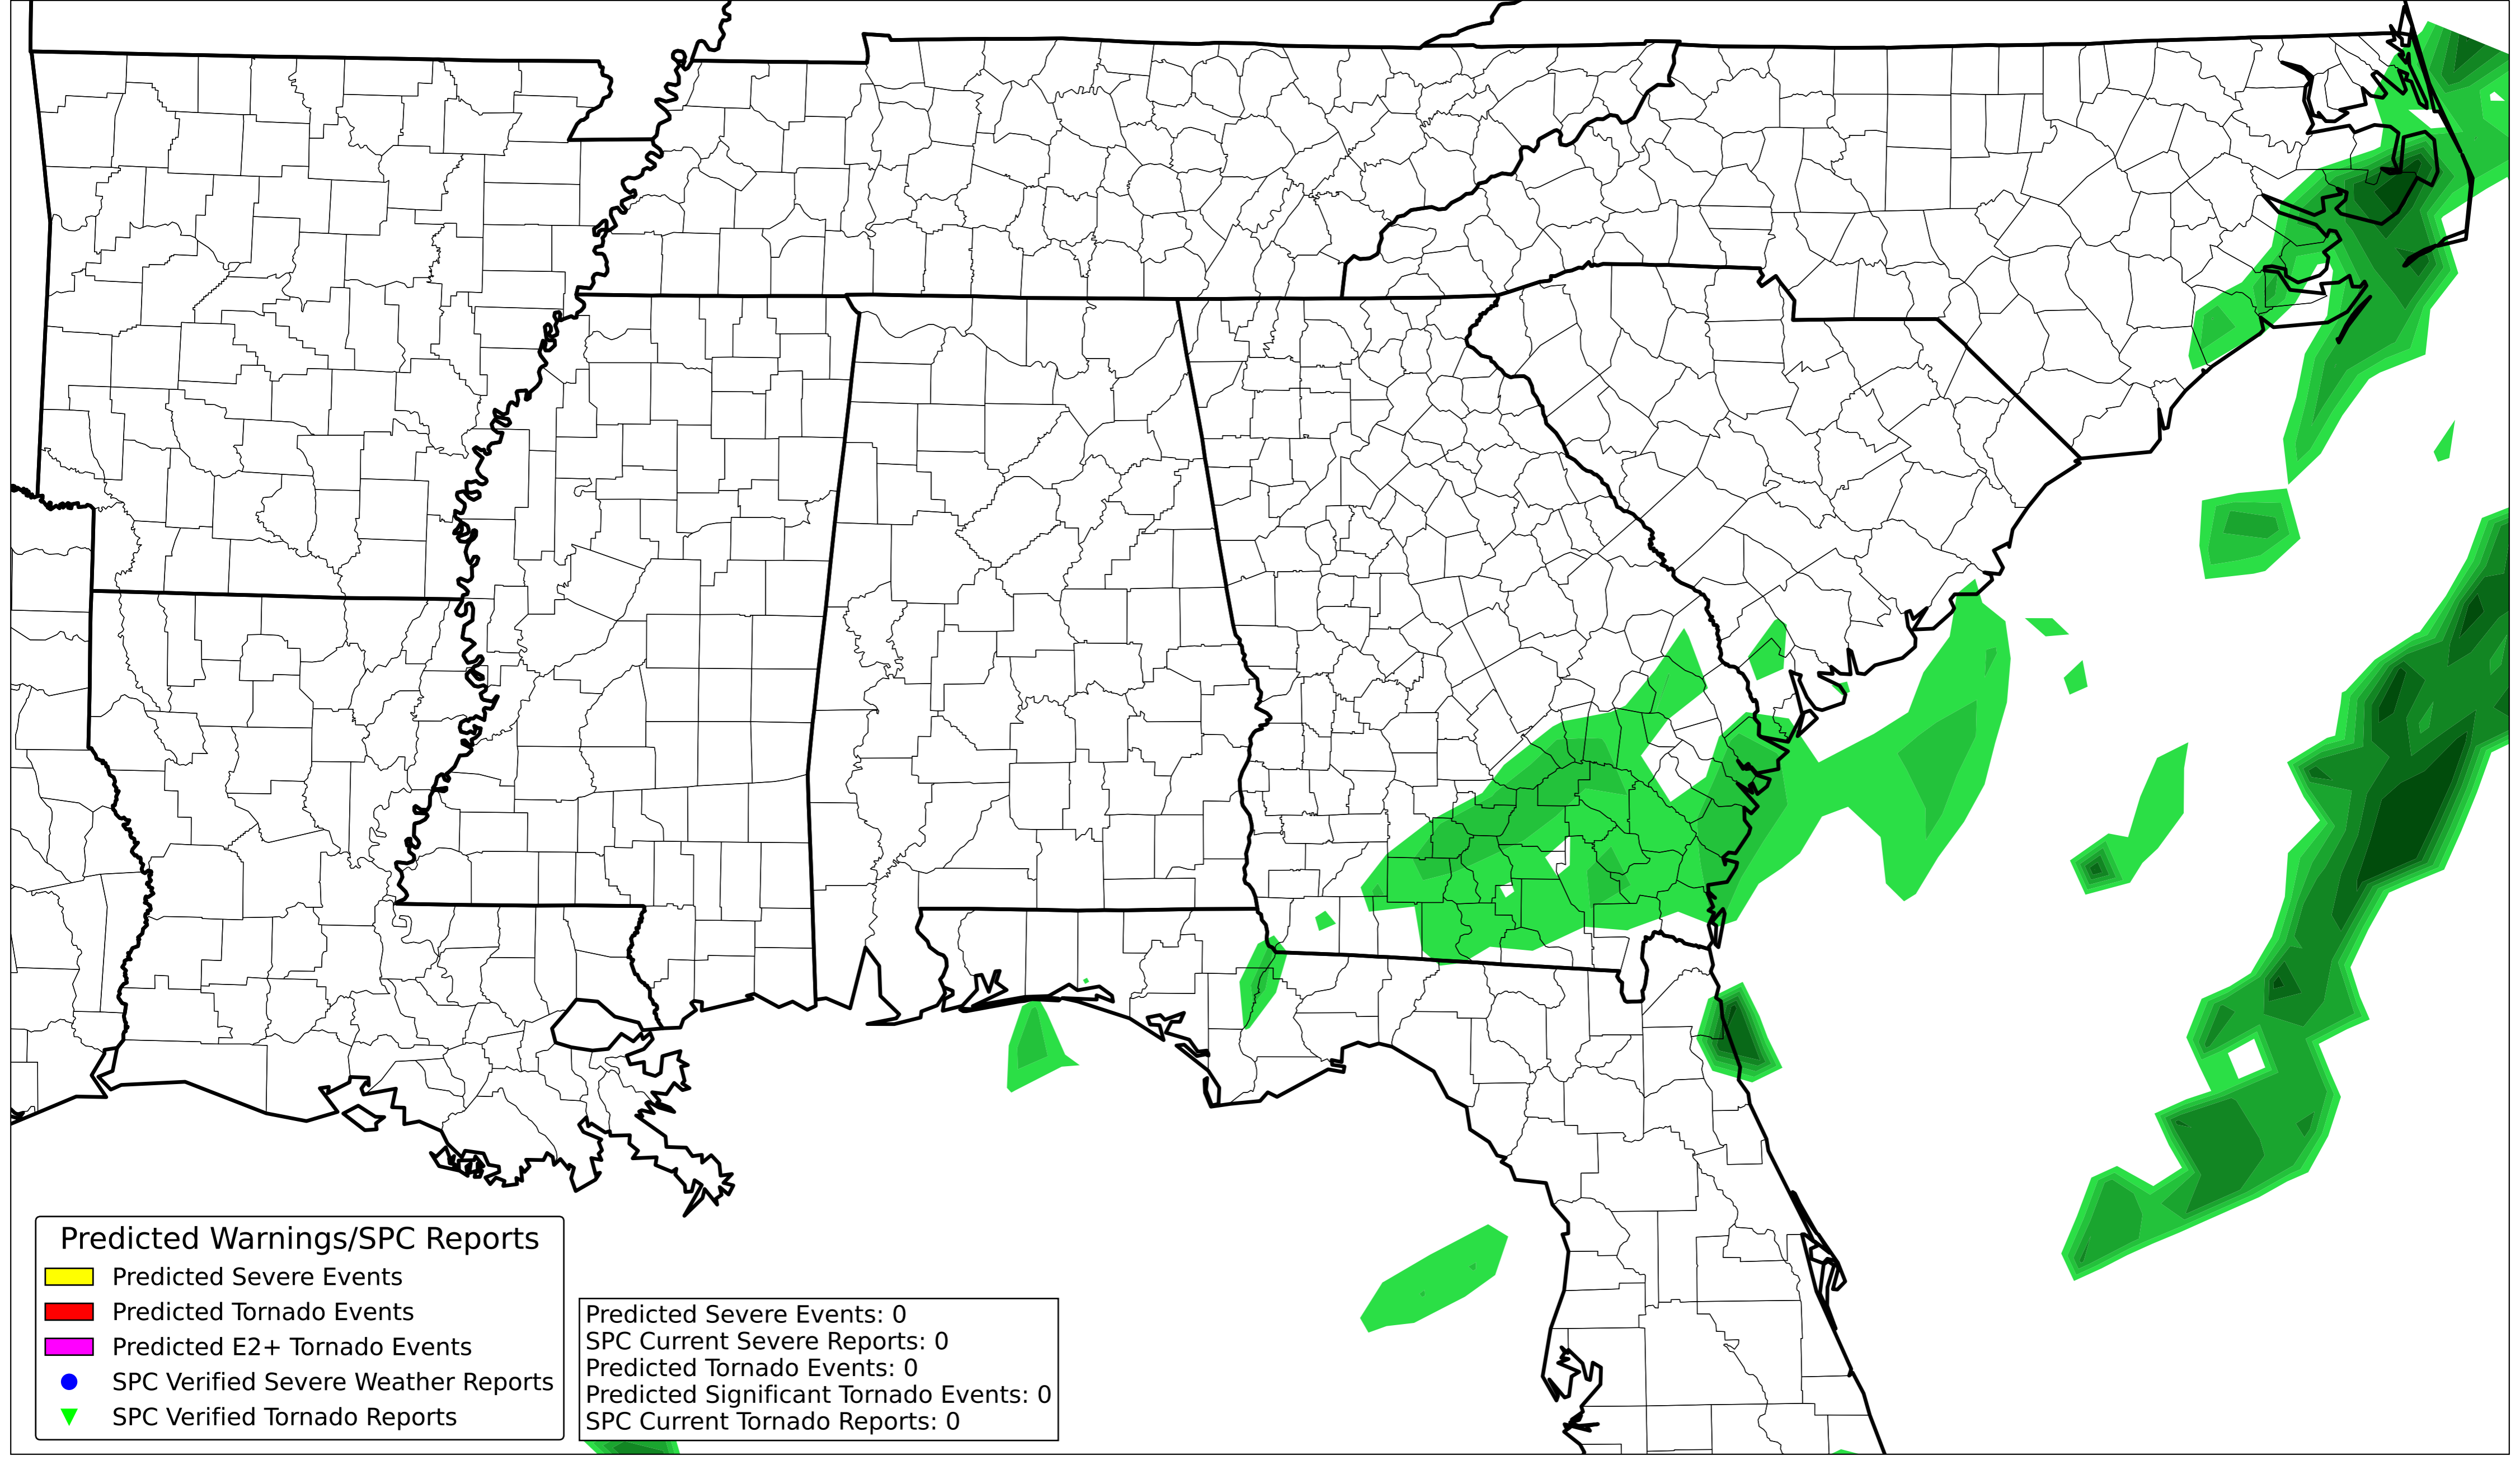 Predicted Warnings/SPC Reports
Predicted Severe Events
Predicted Tornado Events
Predicted E2+ Tornado Events
SPC Verified Severe Weather Reports
SPC Verified Tornado Reports
Predicted Severe Events: 0
SPC Current Severe Reports: 0
Predicted Tornado Events: 0
Predicted Significant Tornado Events: 0
SPC Current Tornado Reports: 0